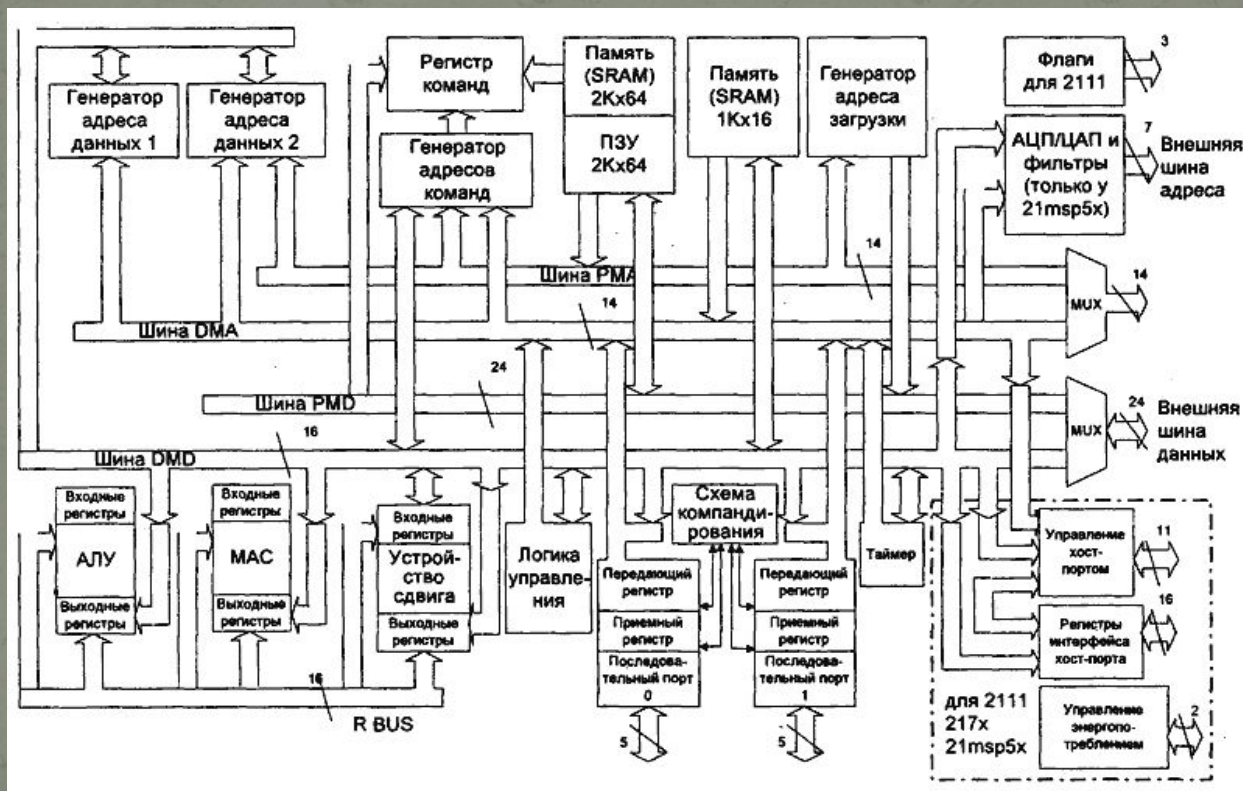 Генератор
адреса
данных 1
Генератор
адреса
данных 2
Регистр
команд
Генератор
адресов
команд
Память
(SRAM)
2Kx64
ПЗУ
2Kx64
Память
(SRAM)
1Kx16
Генератор
адреса
загрузки
Флаги
для 2111
3
АЦП/ЦАП и
фильтры
(только у
21msp5x)
7
Внешняя
шина
адреса
Шина PMA
14
14
MUX
14
Шина DMA
24
Шина PMD
MUX
24
Внешняя
шина
данных
16
Шина DMD
Входные
регистры
АЛУ
Выходные
регистры
Входные
регистры
MAC
Выходные
регистры
Входные
регистры
Устрой-
ство
сдвига
Выходные
регистры
Логика
управле-
ния
Схема
компанди-
рования
Передающий
регистр
Приемный
регистр
Последова-
тельный порт
0
5
Передающий
регистр
Приемный
регистр
Последова-
тельный порт
1
5
Таймер
Управление
хост-
портом
11
Регистры
интерфейса
хост-порта
16
Управление
энергопо-
треблением
2
для 2111
217x
21msp5x
16
R BUS